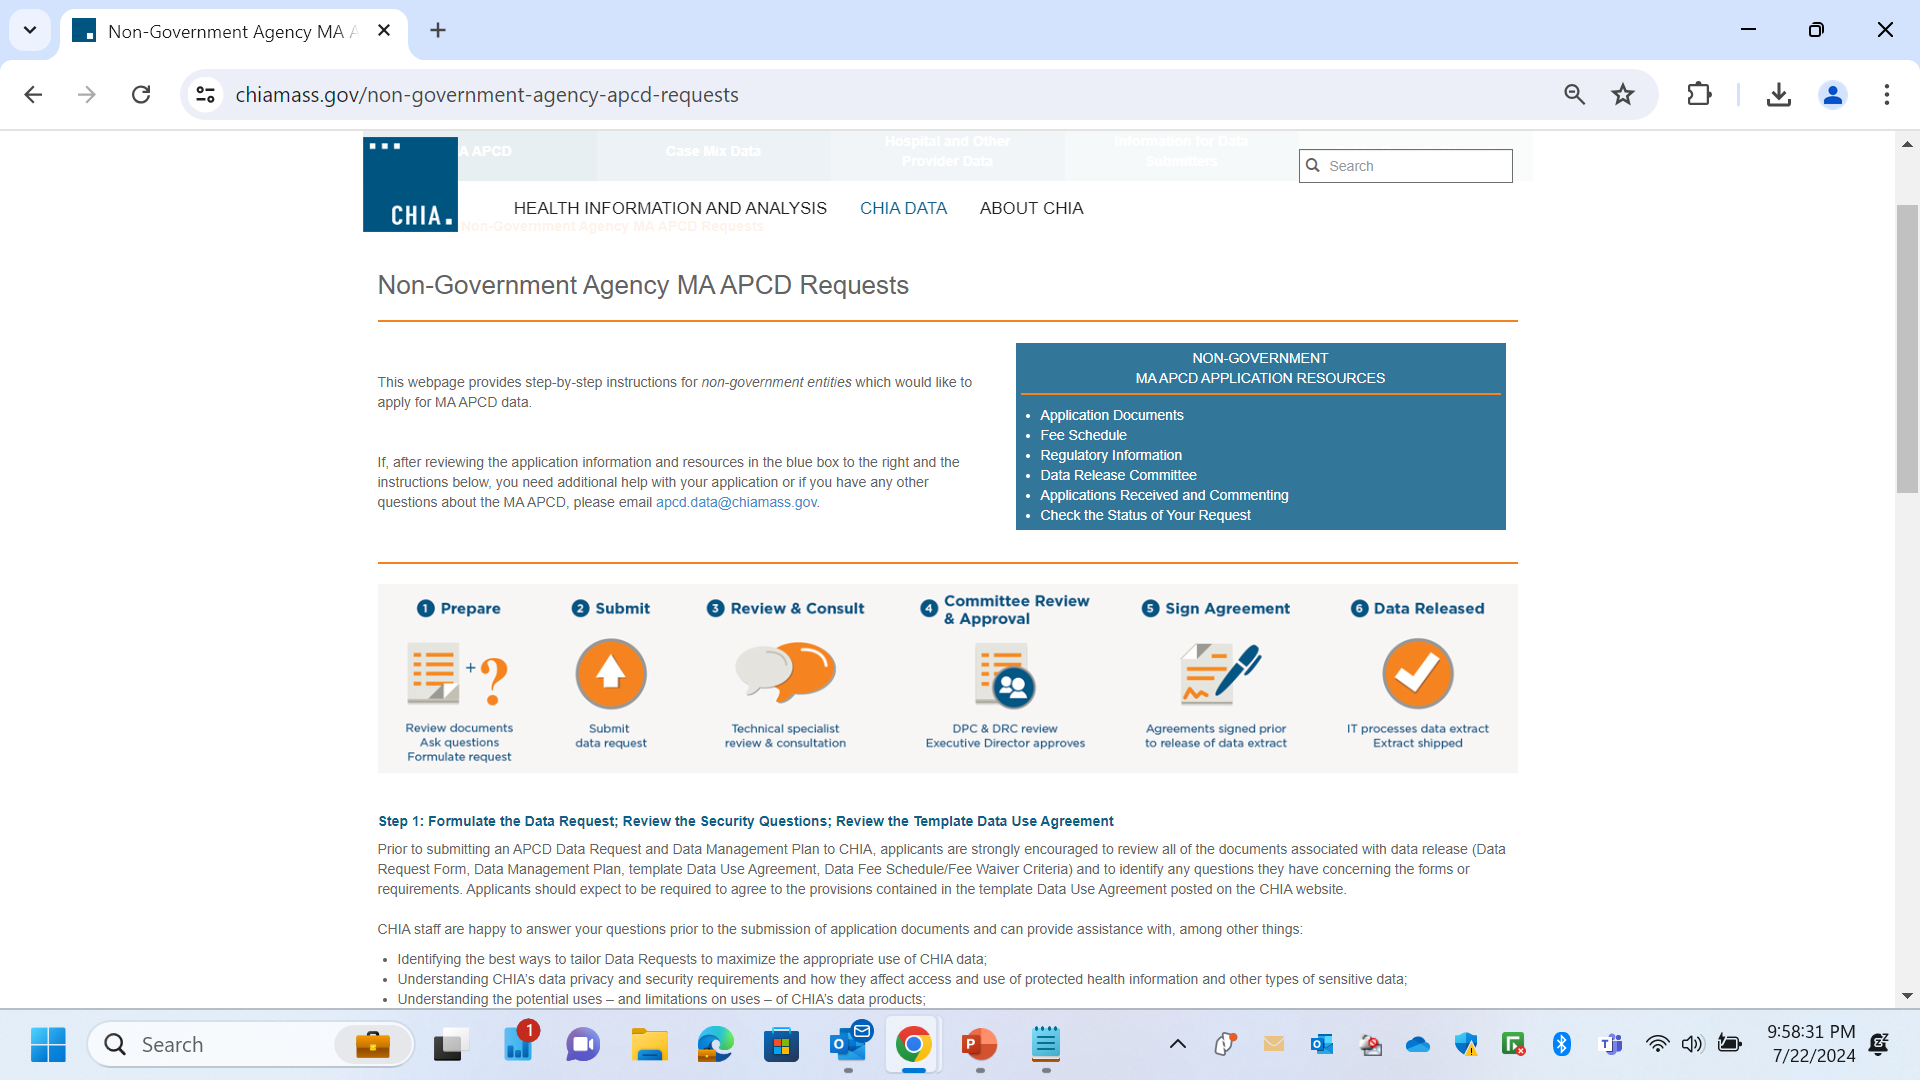 Non-Government Agency MA A
chiamass.gov/non-government-agency-apcd-requests
A APCD
Case Mix Data
Hospital and Other
Provider Data
Information for Data
Submitters
Search
CHIA.
HEALTH INFORMATION AND ANALYSIS
CHIA DATA
ABOUT CHIA
Non-Government Agency MA APCD Requests
Non-Government Agency MA APCD Requests
This webpage provides step-by-step instructions for non-government entities which would like to
apply for MA APCD data.
If, after reviewing the application information and resources in the blue box to the right and the
instructions below, you need additional help with your application or if you have any other
questions about the MA APCD, please email apcd.data@chiamass.gov.
NON-GOVERNMENT
MA APCD APPLICATION RESOURCES
• Application Documents
• Fee Schedule
• Regulatory Information
• Data Release Committee
• Applications Received and Commenting
• Check the Status of Your Request
1 Prepare
Review documents
Ask questions
Formulate request
2 Submit
Submit
data request
3 Review & Consult
Technical specialist
review & consultation
4 Committee Review
& Approval
DPC & DRC review
Executive Director approves
5 Sign Agreement
Agreements signed prior
to release of data extract
6 Data Released
IT processes data extract
Extract shipped
Step 1: Formulate the Data Request; Review the Security Questions; Review the Template Data Use Agreement
Prior to submitting an APCD Data Request and Data Management Plan to CHIA, applicants are strongly encouraged to review all of the documents associated with data release (Data
Request Form, Data Management Plan, template Data Use Agreement, Data Fee Schedule/Fee Waiver Criteria) and to identify any questions they have concerning the forms or
requirements. Applicants should expect to be required to agree to the provisions contained in the template Data Use Agreement posted on the CHIA website.
CHIA staff are happy to answer your questions prior to the submission of application documents and can provide assistance with, among other things:
• Identifying the best ways to tailor Data Requests to maximize the appropriate use of CHIA data;
• Understanding CHIA's data privacy and security requirements and how they affect access and use of protected health information and other types of sensitive data;
• Understanding the potential uses – and limitations on uses – of CHIA's data products;
Search
1
9:58:31 PM
7/22/2024